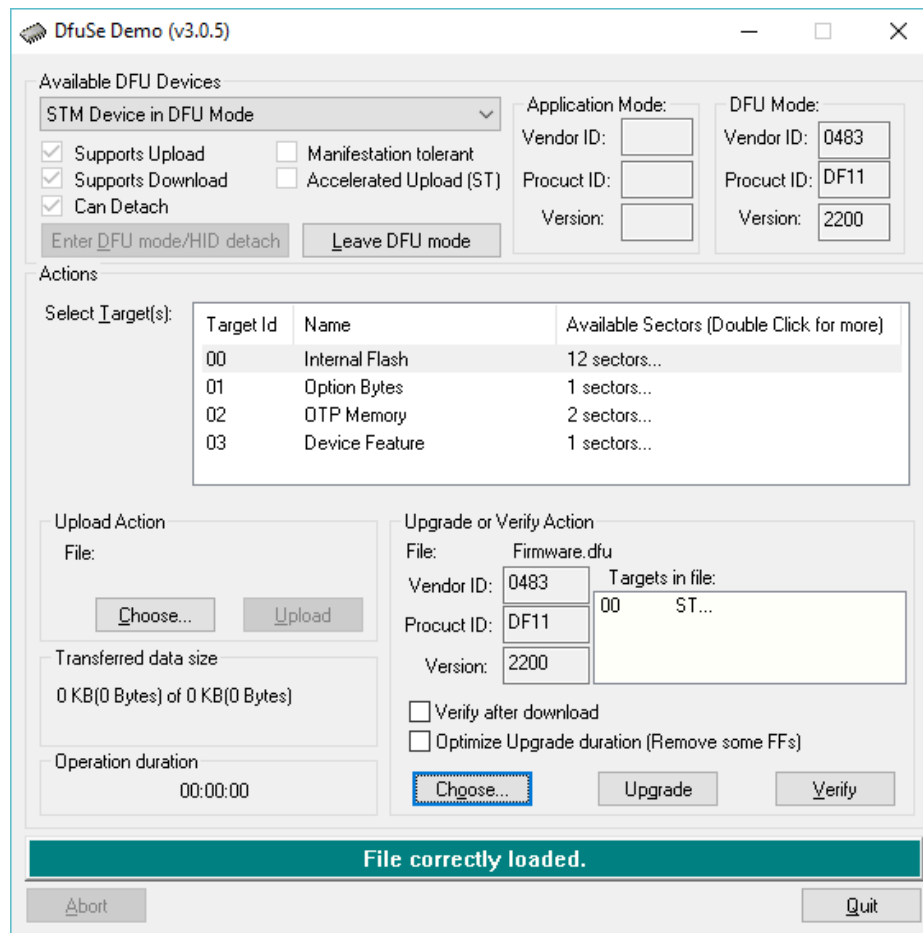 DfuSe Demo (v3.0.5)
Available DFU Devices
STM Device in DFU Mode
Supports Upload
Manifestation tolerant
Supports Download
Accelerated Upload (ST)
Can Detach
Enter DFU mode/HID detach
Leave DFU mode
Application Mode:
Vendor ID:
Procuct ID:
Version:
DFU Mode:
Vendor ID: 0483
Procuct ID: DF11
Version: 2200
Actions
Select Target(s):
Target Id Name Available Sectors (Double Click for more)
00 Internal Flash 12 sectors...
01 Option Bytes 1 sectors...
02 OTP Memory 2 sectors...
03 Device Feature 1 sectors...
Upload Action
File:
Choose... Upload
Transferred data size
0 KB(0 Bytes) of 0 KB(0 Bytes)
Operation duration
00:00:00
Upgrade or Verify Action
File: Firmware.dfu
Vendor ID: 0483
Procuct ID: DF11
Version: 2200
Targets in file:
00 ST...
Verify after download
Optimize Upgrade duration (Remove some FFs)
Choose... Upgrade Verify
File correctly loaded.
Abort Quit